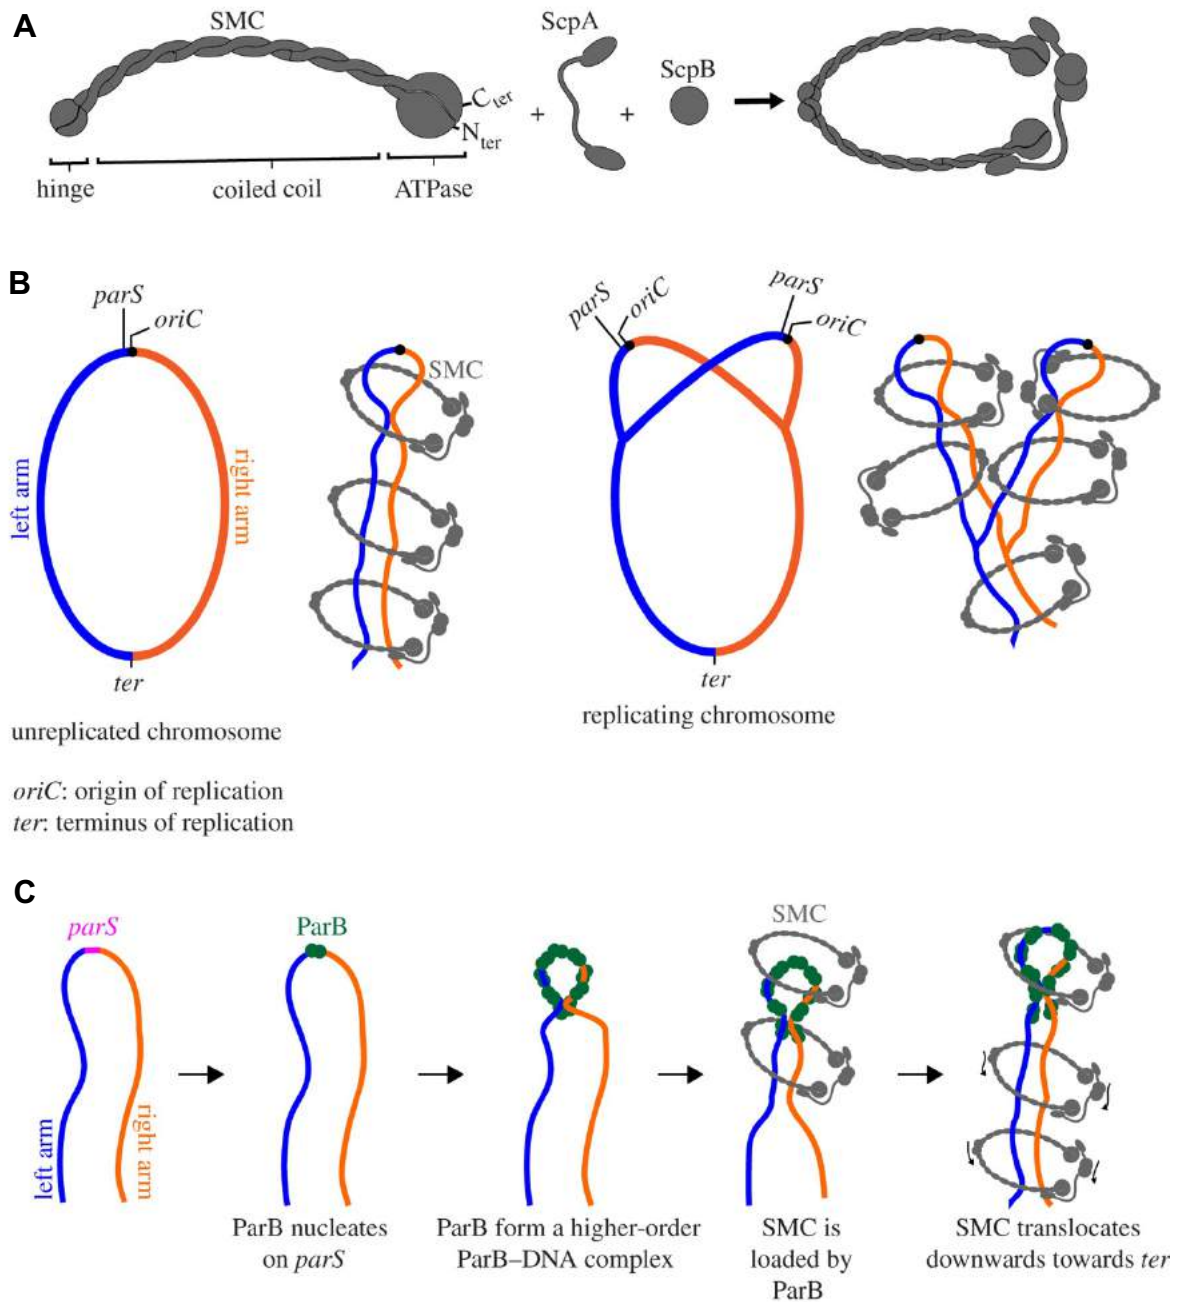 A
SMC
ScpA
ScpB
C ter
N ter
+
+
hinge
coiled coil
ATPase
B
parS
oriC
left arm
right arm
SMC
ter
unreplicated chromosome
parS
oriC
parS
oriC
ter
replicating chromosome
oriC: origin of replication
ter: terminus of replication
C
parS
left arm
right arm
ParB
ParB nucleates
on parS
ParB form a higher-order
ParB–DNA complex
SMC
SMC is
loaded by
ParB
SMC translocates
downwards towards ter